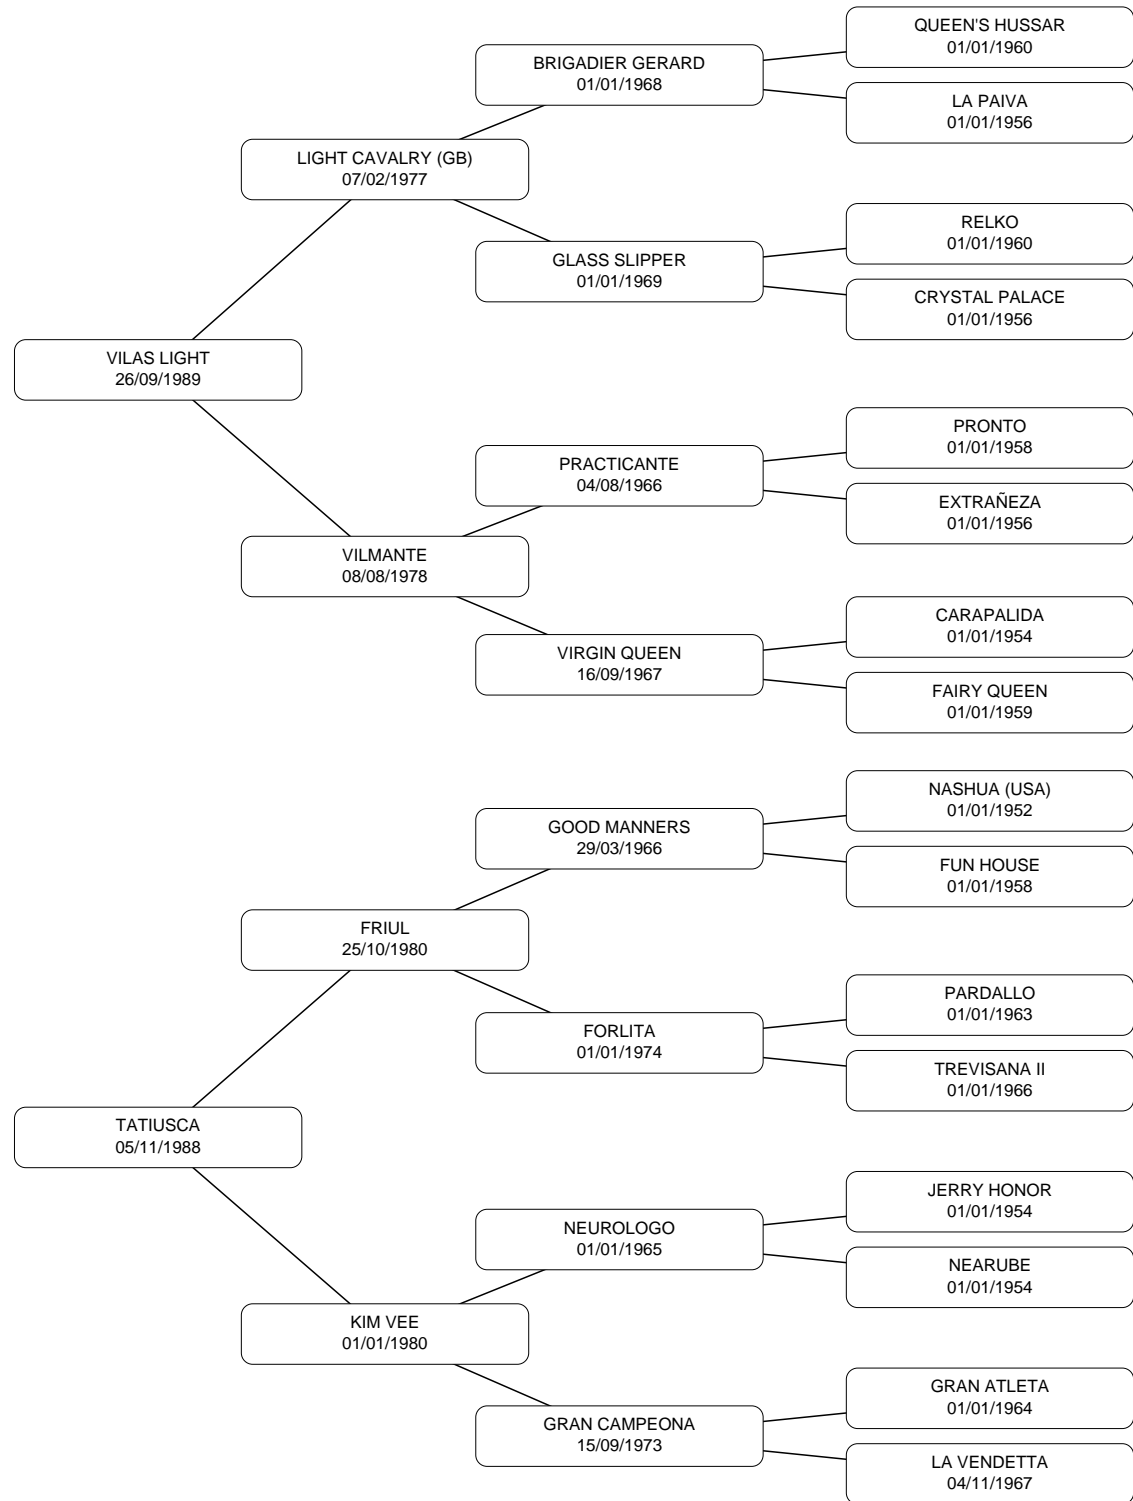 QUEEN'S HUSSAR
01/01/1960
BRIGADIER GERARD
01/01/1968
LA PAIVA
01/01/1956
LIGHT CAVALRY (GB)
07/02/1977
RELKO
01/01/1960
GLASS SLIPPER
01/01/1969
CRYSTAL PALACE
01/01/1956
VILAS LIGHT
26/09/1989
PRONTO
01/01/1958
PRACTICANTE
04/08/1966
EXTRAÑEZA
01/01/1956
VILMANTE
08/08/1978
CARAPALIDA
01/01/1954
VIRGIN QUEEN
16/09/1967
FAIRY QUEEN
01/01/1959
NASHUA (USA)
01/01/1952
GOOD MANNERS
29/03/1966
FUN HOUSE
01/01/1958
FRIUL
25/10/1980
PARDALLO
01/01/1963
FORLITA
01/01/1974
TREVISANA II
01/01/1966
TATIUSCA
05/11/1988
JERRY HONOR
01/01/1954
NEUROLOGO
01/01/1965
NEARUBE
01/01/1954
KIM VEE
01/01/1980
GRAN ATLETA
01/01/1964
GRAN CAMPEONA
15/09/1973
LA VENDETTA
04/11/1967